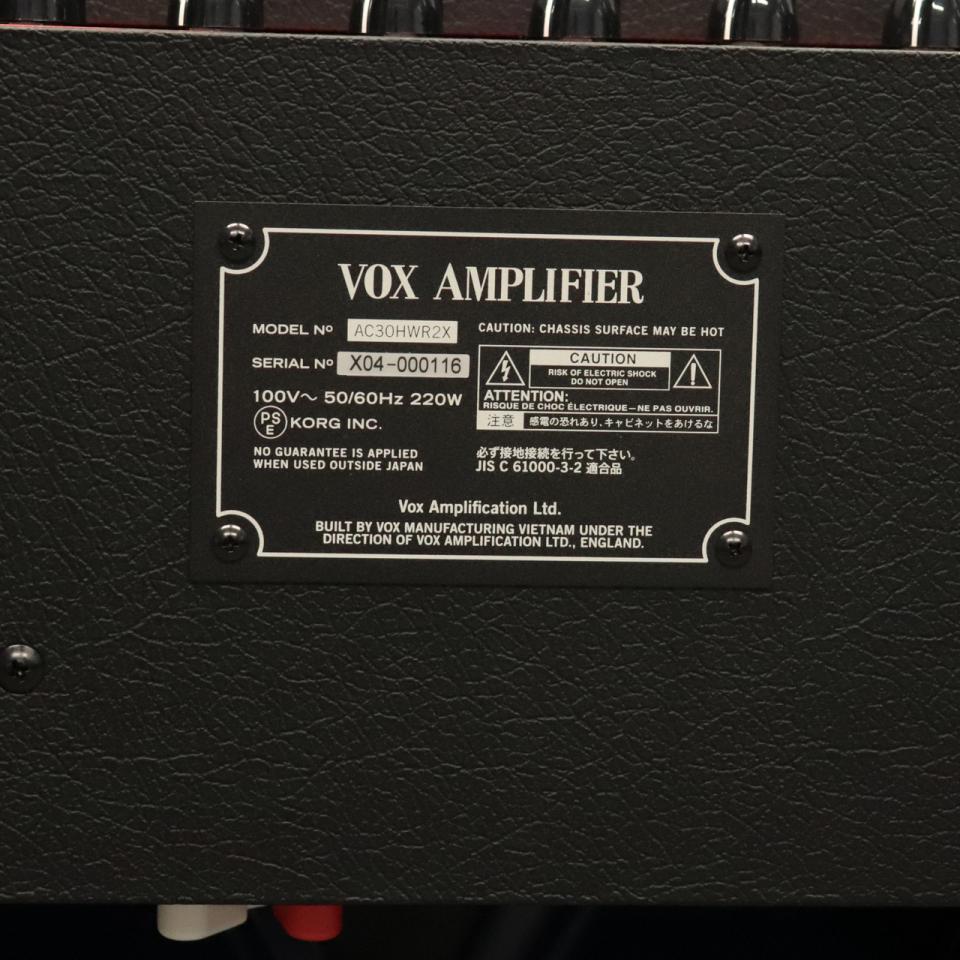 VOX AMPLIFIER
MODEL Nº AC30HWR2X
SERIAL Nº X04-000116
100V～ 50/60Hz 220W
PS
E
KORG INC.
NO GUARANTEE IS APPLIED
WHEN USED OUTSIDE JAPAN
CAUTION: CHASSIS SURFACE MAY BE HOT
CAUTION
RISK OF ELECTRIC SHOCK
DO NOT OPEN
ATTENTION:
RISQUE DE CHOC ÉLECTRIQUE—NE PAS OUVRIR.
注意 感電の恐れあり、キャビネットをあけるな
必ず接地接続を行って下さい。
JIS C 61000-3-2 適合品
Vox Amplification Ltd.
BUILT BY VOX MANUFACTURING VIETNAM UNDER THE
DIRECTION OF VOX AMPLIFICATION LTD., ENGLAND.